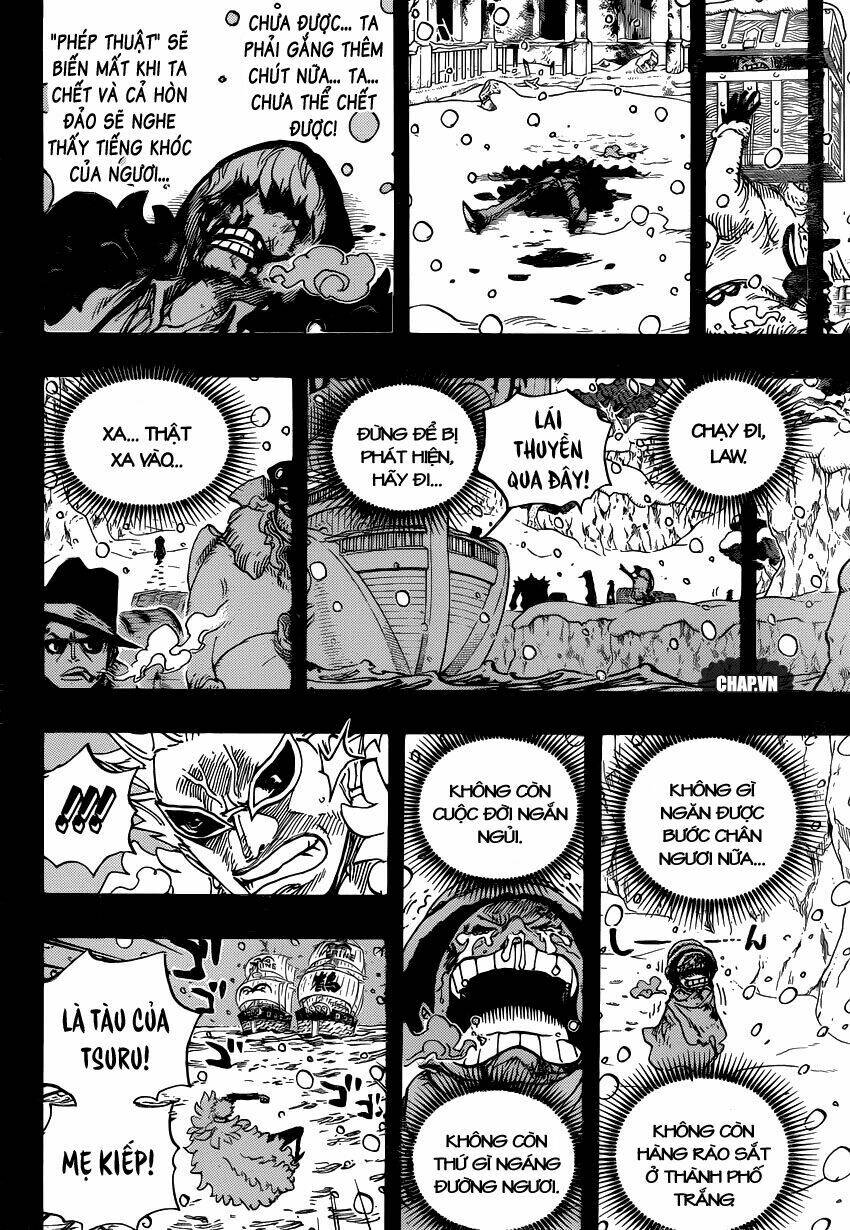 CHƯA ĐƯỢC... TA
PHẢI GẮNG THÊM
CHÚT NỮA... TA...
CHƯA THỂ CHẾT
ĐƯỢC!
"PHÉP THUẬT" SẼ
BIẾN MẤT KHI TA
CHẾT VÀ CẢ HÒN
ĐẢO SẼ NGHE
THẤY TIẾNG KHÓC
CỦA NGƯƠI...
CHẠY ĐI,
LAW.
LÁI
THUYỀN
QUA ĐÂY!
ĐỪNG ĐỂ BỊ
PHÁT HIỆN,
HÃY ĐI...
XA... THẬT
XA VÀO...
CHAP.VN
KHÔNG GÌ
NGĂN ĐƯỢC
BƯỚC CHÂN
NGƯƠI NỮA...
しーん
KHÔNG CÒN
HÀNG RÀO SẮT
Ở THÀNH PHỐ
TRẮNG
KHÔNG CÒN
CUỘC ĐỜI NGẮN
NGỦI.
KHÔNG CÒN
THỨ GÌ NGÁNG
ĐƯỜNG NGƯƠI.
!!!!
LÀ TÀU CỦA
TSURU!
MẸ KIẾP!